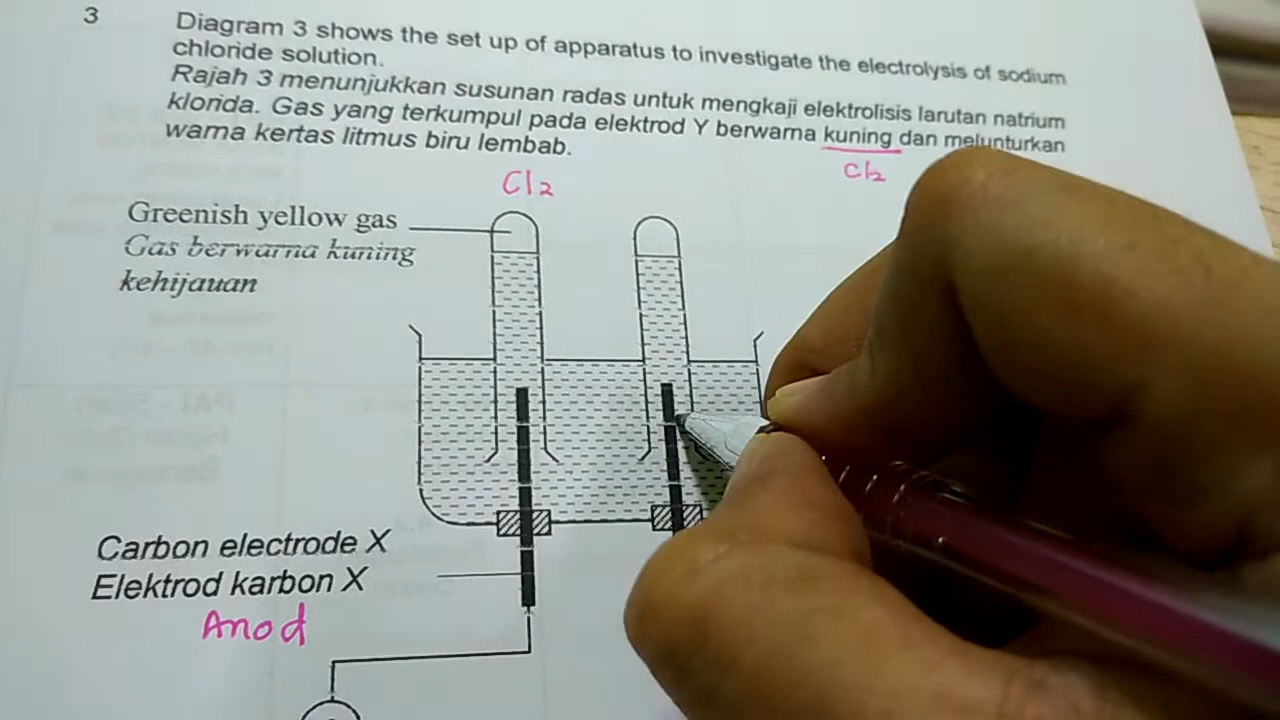 3
Diagram 3 shows the set up of apparatus to investigate the electrolysis of sodium
chloride solution.
Rajah 3 menunjukkan susunan radas untuk mengkaji elektrolisis larutan natrium
klorida. Gas yang terkumpul pada elektrod Y berwarna kuning dan melunturkan
warna kertas litmus biru lembab.
Cl2
Cl2
Greenish yellow gas
Gas berwarna kuning
kehijauan
Carbon electrode X
Elektrod karbon X
Anod